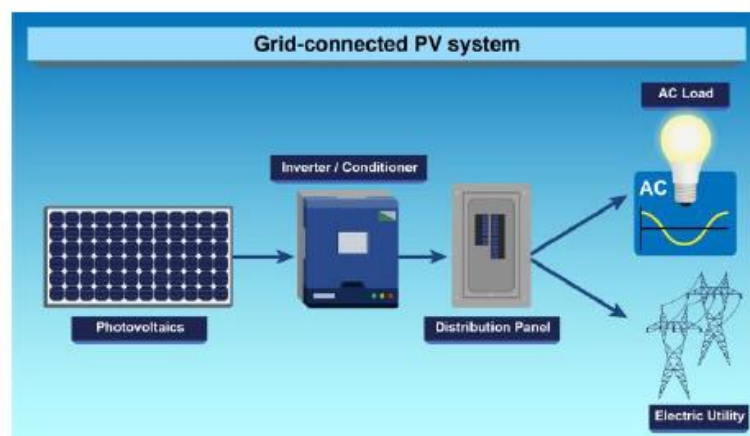 Grid-connected PV system
AC Load
Inverter / Conditioner
AC
Photovoltaics
Distribution Panel
Electric Utility